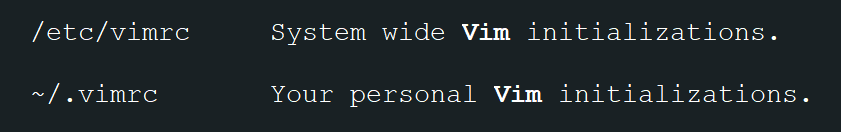 /etc/vimrc     System wide Vim initializations.
~/.vimrc       Your personal Vim initializations.